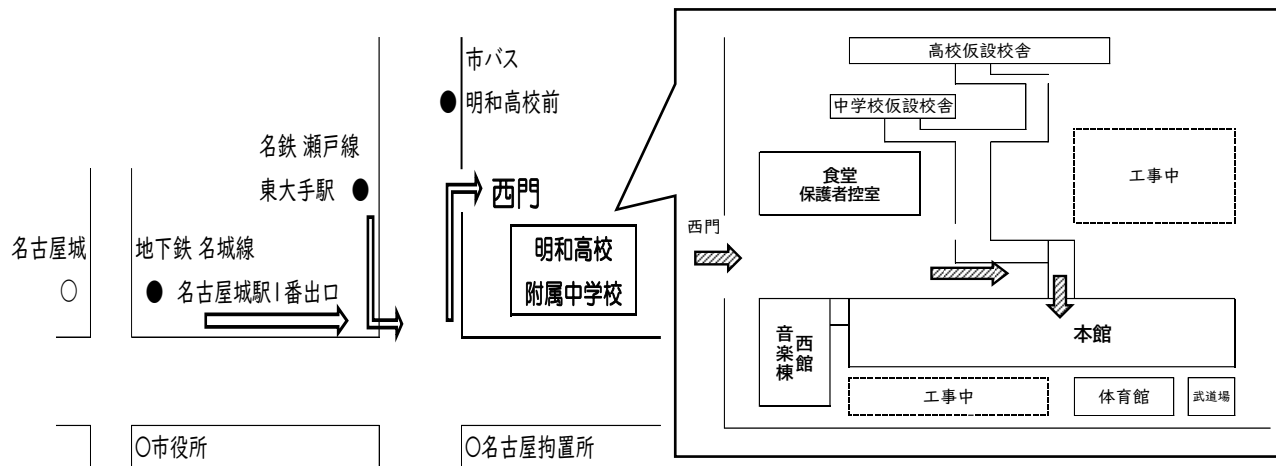 市バス
明和高校前
名鉄 瀬戸線
東大手駅
西門
名古屋城
地下鉄 名城線
名古屋城駅1番出口
明和高校
附属中学校
○市役所
○名古屋拘置所
高校仮設校舎
中学校仮設校舎
食堂
保護者控室
工事中
西門
音楽棟
西館
本館
工事中
体育館
武道場